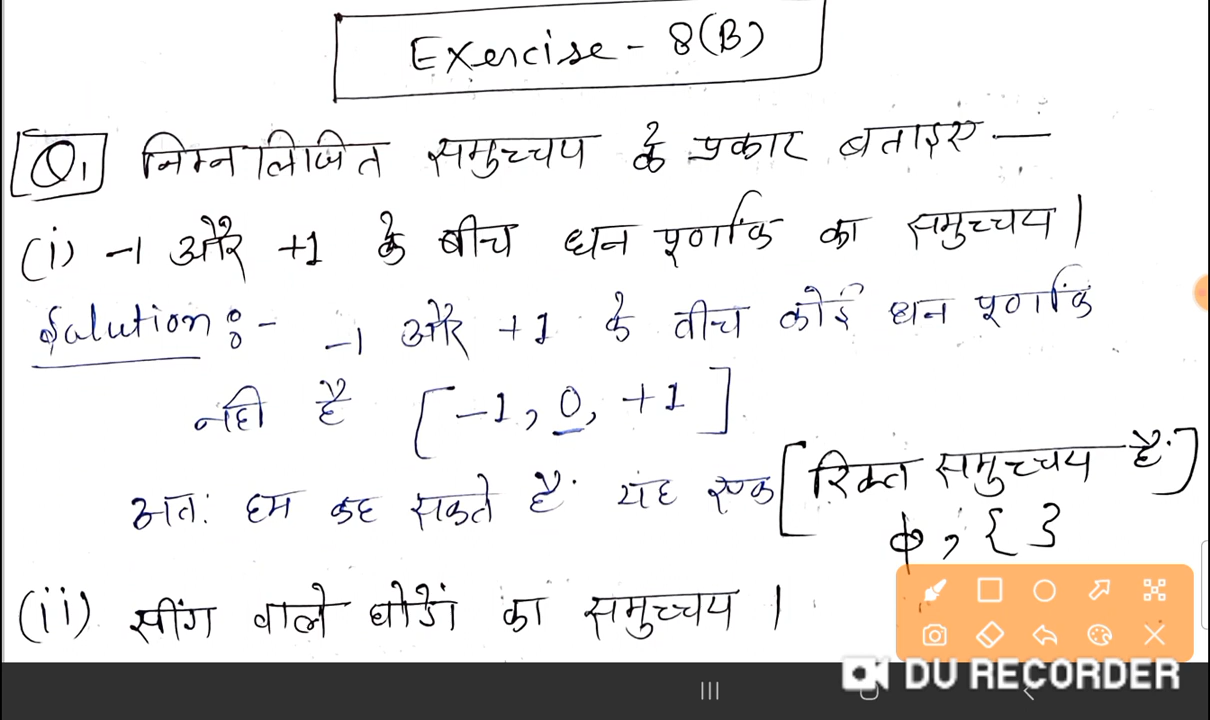 Exercise - 8(B)
Q1 निम्नलिखित समुच्चय के प्रकार बताइए —
(i) -1 और +1 के बीच धन पूर्णांक का समुच्चय |
Solution :- -1 और +1 के बीच कोई धन पूर्णांक
नही है [-1, 0, +1]
अतः हम कह सकते हैं यह एक [रिक्त समुच्चय है]
ϕ, { }
(ii) सींग वाले घोडों का समुच्चय |
DU RECORDER